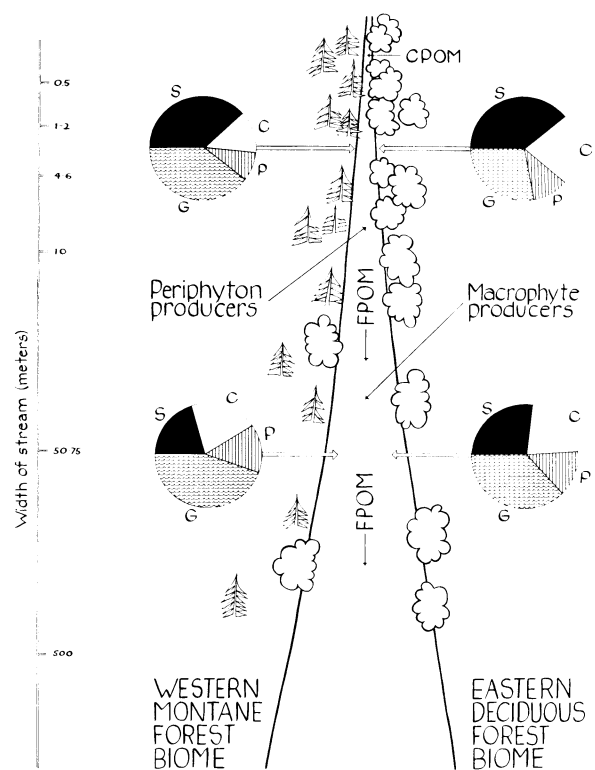 CPOM
0.5
1-2
4 6
10
50 75
500
Width of stream (meters)
S
C
P
G
S
C
P
G
Periphyton
producers
FPOM
Macrophyte
producers
S
C
P
G
S
C
P
G
FPOM
WESTERN
MONTANE
FOREST
BIOME
EASTERN
DECIDUOUS
FOREST
BIOME